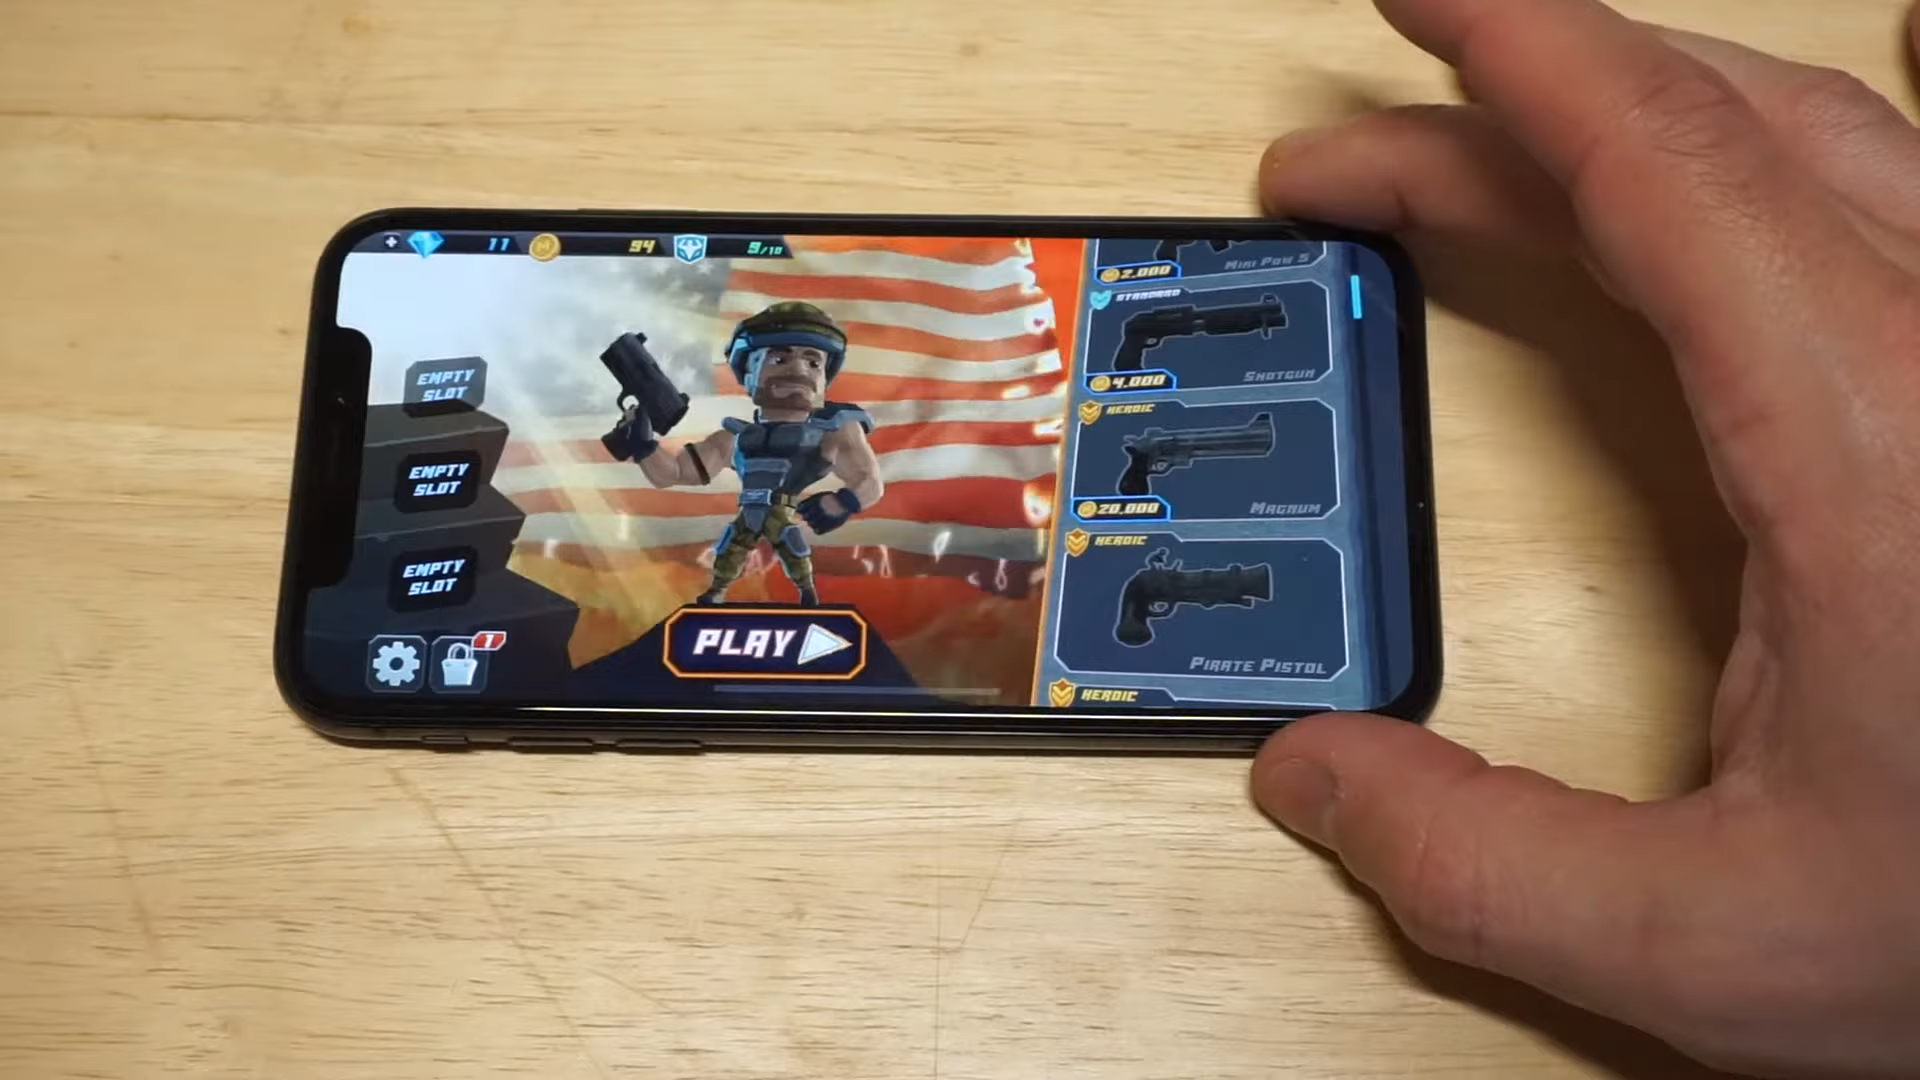 11
94
9/10
2,000
MINI POW 5
STANDARD
4,000
SHOTGUN
HEROIC
20,000
MAGNUM
HEROIC
PIRATE PISTOL
HEROIC
EMPTY
SLOT
EMPTY
SLOT
EMPTY
SLOT
1
PLAY